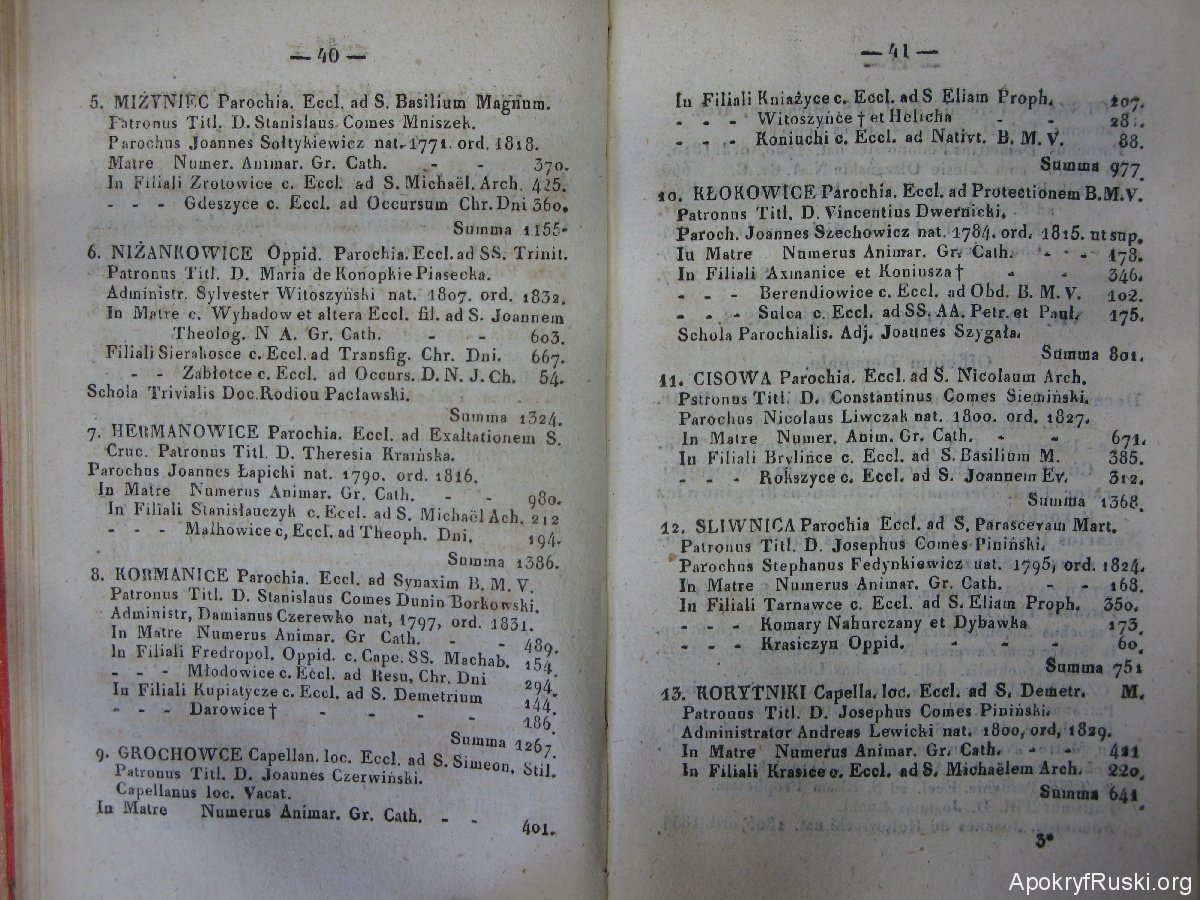 — 40 —
5. MIŻYNIEC Parochia. Eccl. ad S. Basilium Magnum.
Patronus Titl. D. Stanislaus Comes Mniszek.
Parochus Joannes Sołtykiewicz nat. 1771. ord. 1818.
Matre Numer. Animar. Gr. Cath. - - 370.
In Filiali Zrotowice c. Eccl. ad S. Michaël. Arch. 425.
- - - Gdeszyce c. Eccl. ad Occursum Chr. Dni 360.
Summa 1155.
6. NIŻANKOWICE Oppid. Parochia. Eccl. ad SS. Trinit.
Patronus Titl. D. Maria de Konopkie Piasecka.
Administr. Sylvester Witoszyński nat. 1807. ord. 1832.
In Matre c. Wyhadow et altera Eccl. fil. ad S. Joannem
Theolog. N A. Gr. Cath. - - 603.
Filiali Sierakosce c. Eccl. ad Transfig. Chr. Dni. 667.
- - Zabłotce c. Eccl. ad Occurs. D. N. J. Ch. 54.
Schola Trivialis Doc. Rodiou Pacławski.
Summa 1324.
7. HERMANOWICE Parochia. Eccl. ad Exaltationem S.
Cruc. Patronus Titl. D. Theresia Kraińska.
Parochus Joannes Łapicki nat. 1790. ord. 1816.
In Matre Numerus Animar. Gr. Cath. - - 980.
In Filiali Stanisłauczyk c. Eccl. ad S. Michaël Ach. 212
- - - Malhowice c, Eccl. ad Theoph. Dni. 194.
Summa 1386.
8. KORMANICE Parochia. Eccl. ad Synaxim B. M. V.
Patronus Titl. D. Stanislaus Comes Dunin Borkowski.
Administr, Damianus Czerewko nat, 1797, ord. 1831.
In Matre Numerus Animar. Gr Cath. - - 489.
In Filiali Fredropol. Oppid. c. Cape. SS. Machab. 154.
- - - Młodowice c. Eccl. ad Resu, Chr. Dni 294.
In Filiali Kupiatycze c. Eccl. ad S. Demetrium 144.
- - - Darowice † - - - - 186
Summa 1267.
9. GROCHOWCE Capellan. loc. Eccl. ad S. Simeon. Stil.
Patronus Titl. D. Joannes Czerwiński.
Capellanus loc. Vacat.
In Matre Numerus Animar. Gr. Cath. - - 401.
— 41 —
In Filiali Kniażyce c. Eccl. ad S Eliam Proph. 207.
- - - Witoszyńce † et Helicha - -
- - - Koniuchi c. Eccl. ad Nativt. B. M. V. 88.
Summa 977.
10. KŁOKOWICE Parochia. Eccl. ad Protectionem B.M.V.
Patronus Titl. D. Vincentius Dwernicki.
Paroch. Joannes Szechowicz nat. 1784. ord. 1815. ut sup.
In Matre Numerus Animar. Gr. Cath. - - - 178.
In Filiali Axmanice et Koniusza † - - 346.
- - - Berendiowice c. Eccl. ad Obd. B. M. V. 102.
- - - Sulca c. Eccl. ad SS. AA. Petr. et Paul. 175.
Schola Parochialis. Adj. Joannes Szygała.
Summa 801.
11. CISOWA Parochia. Eccl. ad S. Nicolaum Arch.
Patronus Titl. D. Constantinus Comes Siemiński.
Parochus Nicolaus Liwczak nat. 1800. ord. 1827.
In Matre Numer. Anim. Gr. Cath. - - 671.
In Filiali Brylińce c. Eccl. ad S. Basilium M. 385.
- - - Rokszyce c. Eccl. ad S. Joannem Ev. 312.
Summa 1368.
12. SLIWNICA Parochia Eccl. ad S. Parascevam Mart.
Patronus Titl. D. Josephus Comes Piniński.
Parochus Stephanus Fedynkiewicz uat. 1795, ord. 1824.
In Matre Numerus Animar. Gr. Cath. - - 168.
In Filiali Tarnawce c. Eccl. ad S. Eliam Proph. 350.
- - - Komary Nahurczany et Dybawka 173.
- - - Krasiczyn Oppid. - - - 60.
Summa 751
13. KORYTNIKI Capella. loc. Eccl. ad S. Demetr. M.
Patronus Titl. D. Josephus Comes Piniński.
Administrator Andreas Lewicki nat. 1800, ord, 1829.
In Matre Numerus Animar. Gr. Cath. - - 421
In Filiali Krasice c. Eccl. ad S. Michaëlem Arch. 220.
Summa 641
3*
ApokryfRuski.org